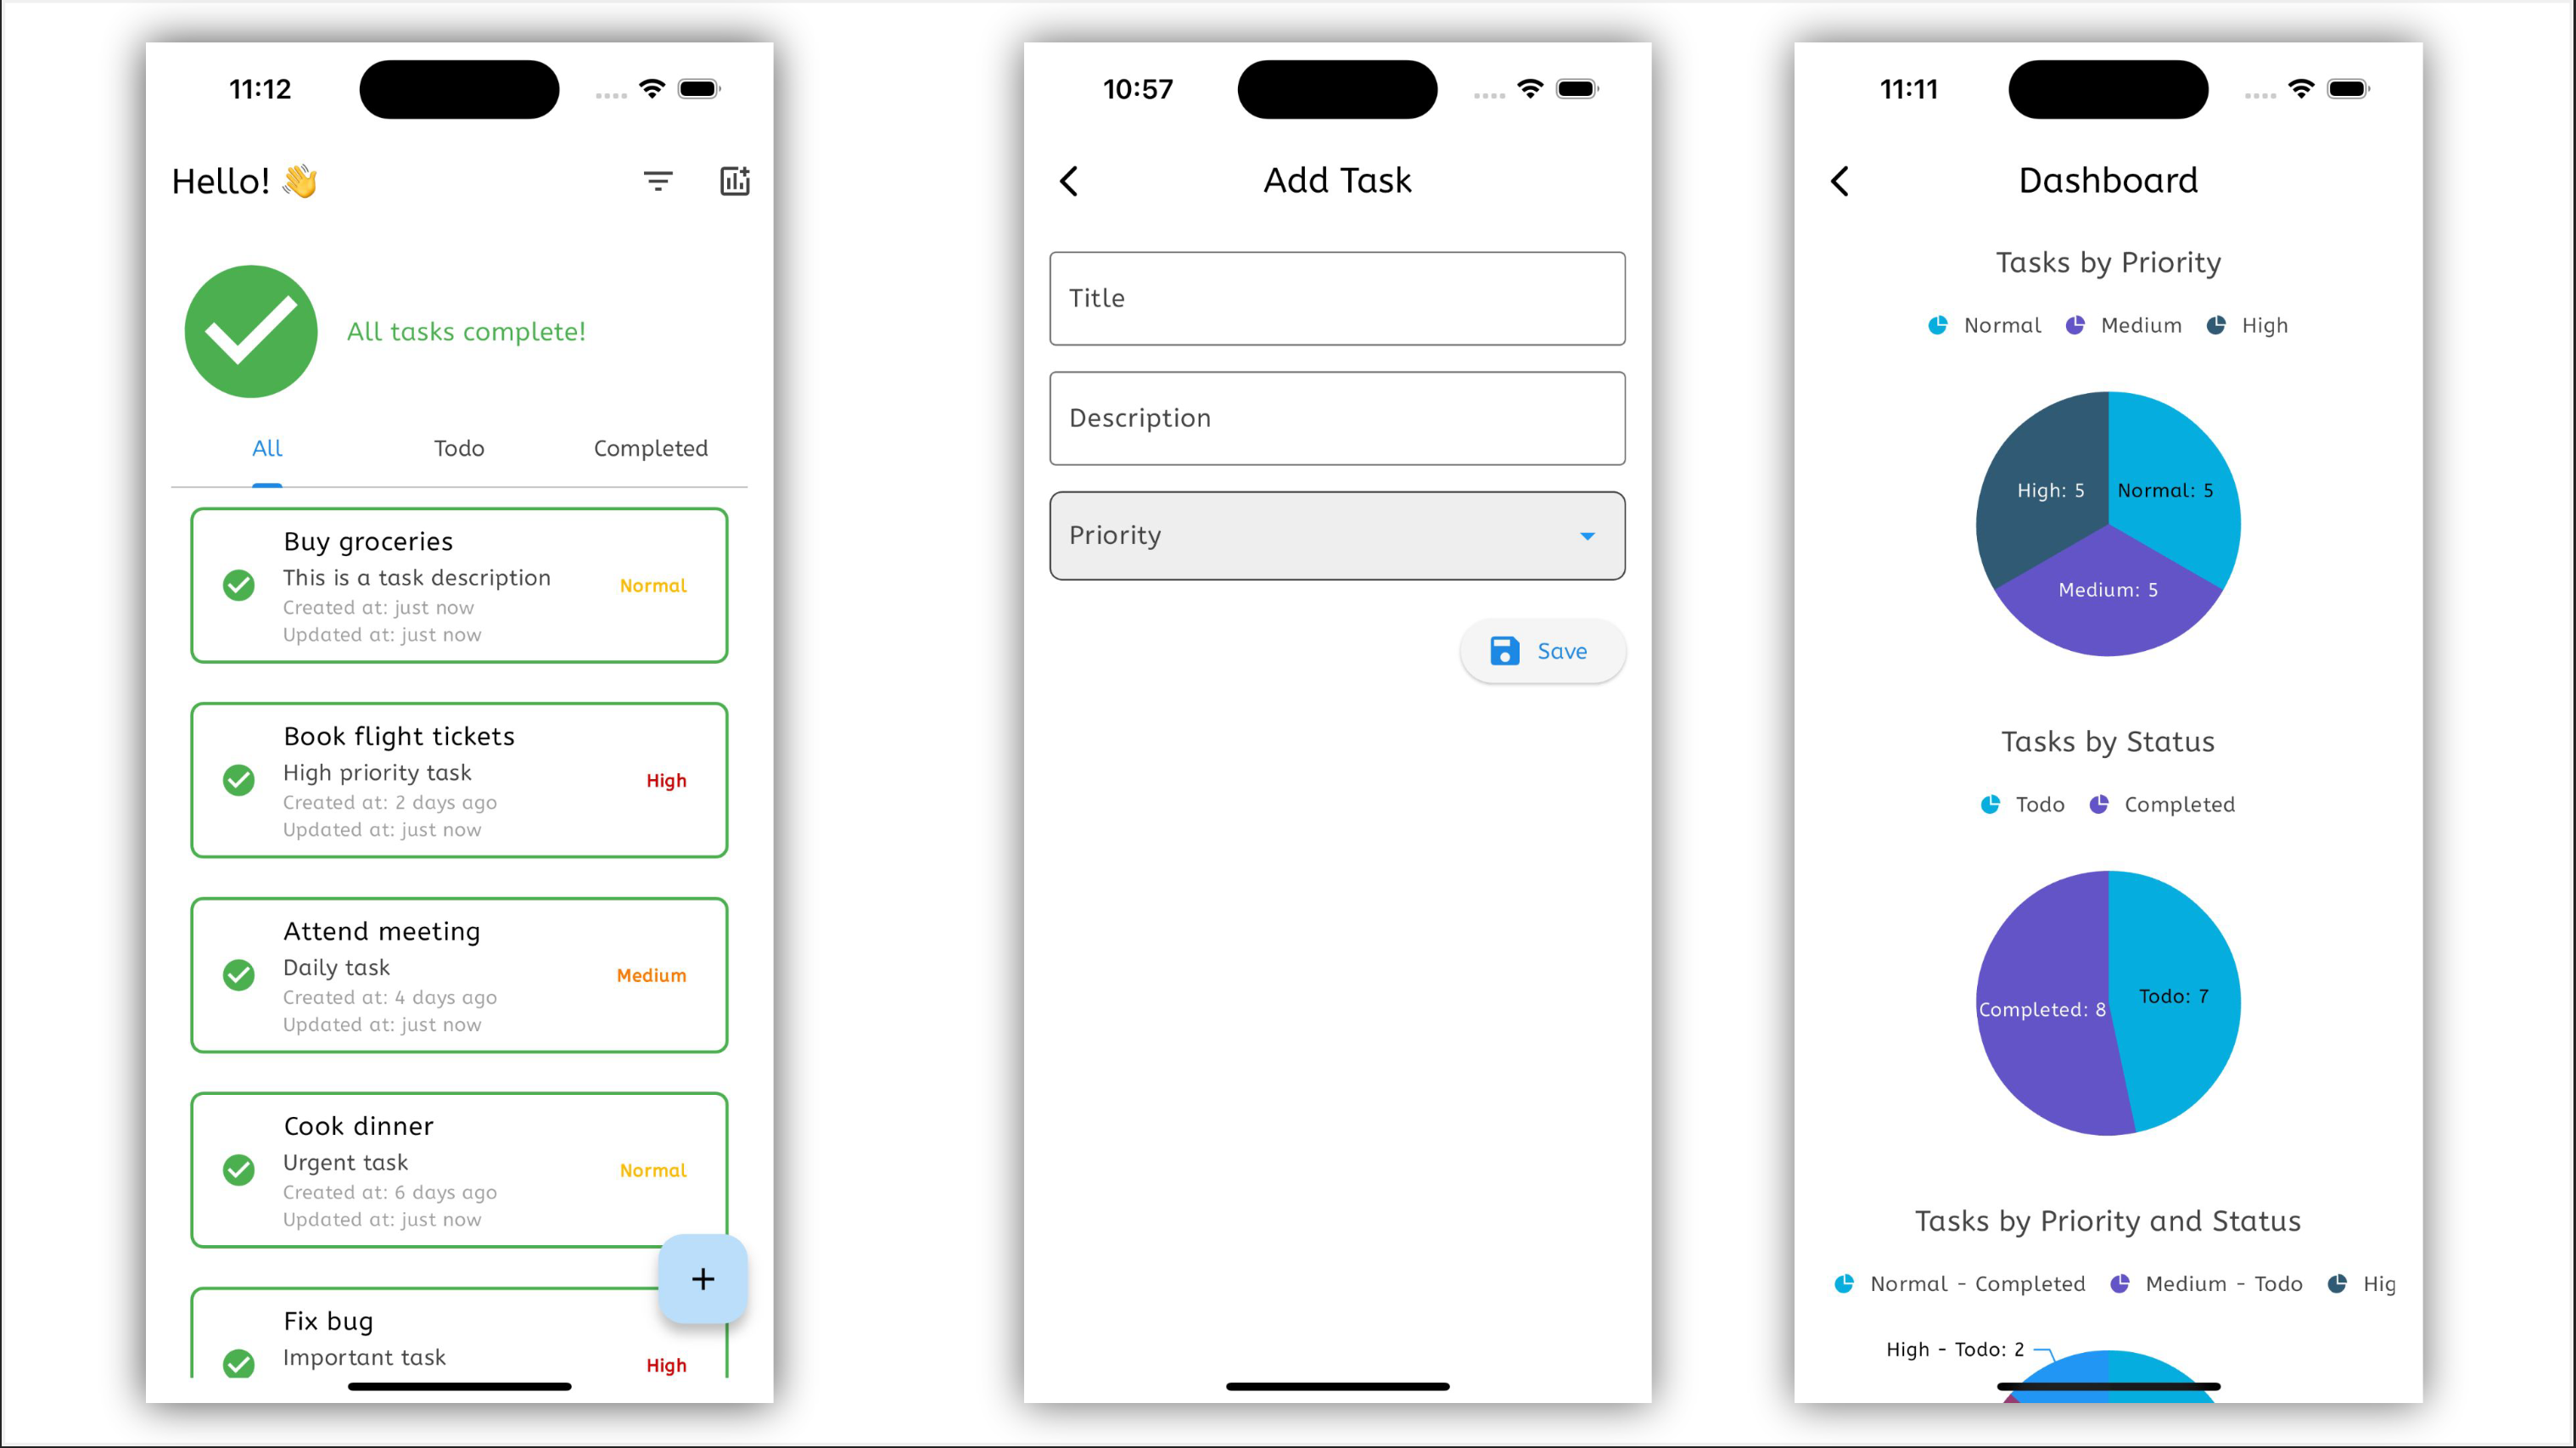 11:12
Hello! 👋
All tasks complete!
All Todo Completed
Buy groceries
This is a task description
Normal
Created at: just now
Updated at: just now
Book flight tickets
High priority task
High
Created at: 2 days ago
Updated at: just now
Attend meeting
Daily task
Medium
Created at: 4 days ago
Updated at: just now
Cook dinner
Urgent task
Normal
Created at: 6 days ago
Updated at: just now
+
Fix bug
Important task
High
10:57
Add Task
Title
Description
Priority
Save
11:11
Dashboard
Tasks by Priority
Normal Medium High
High: 5 Normal: 5
Medium: 5
Tasks by Status
Todo Completed
Todo: 7
Completed: 8
Tasks by Priority and Status
Normal - Completed Medium - Todo Hig
High - Todo: 2